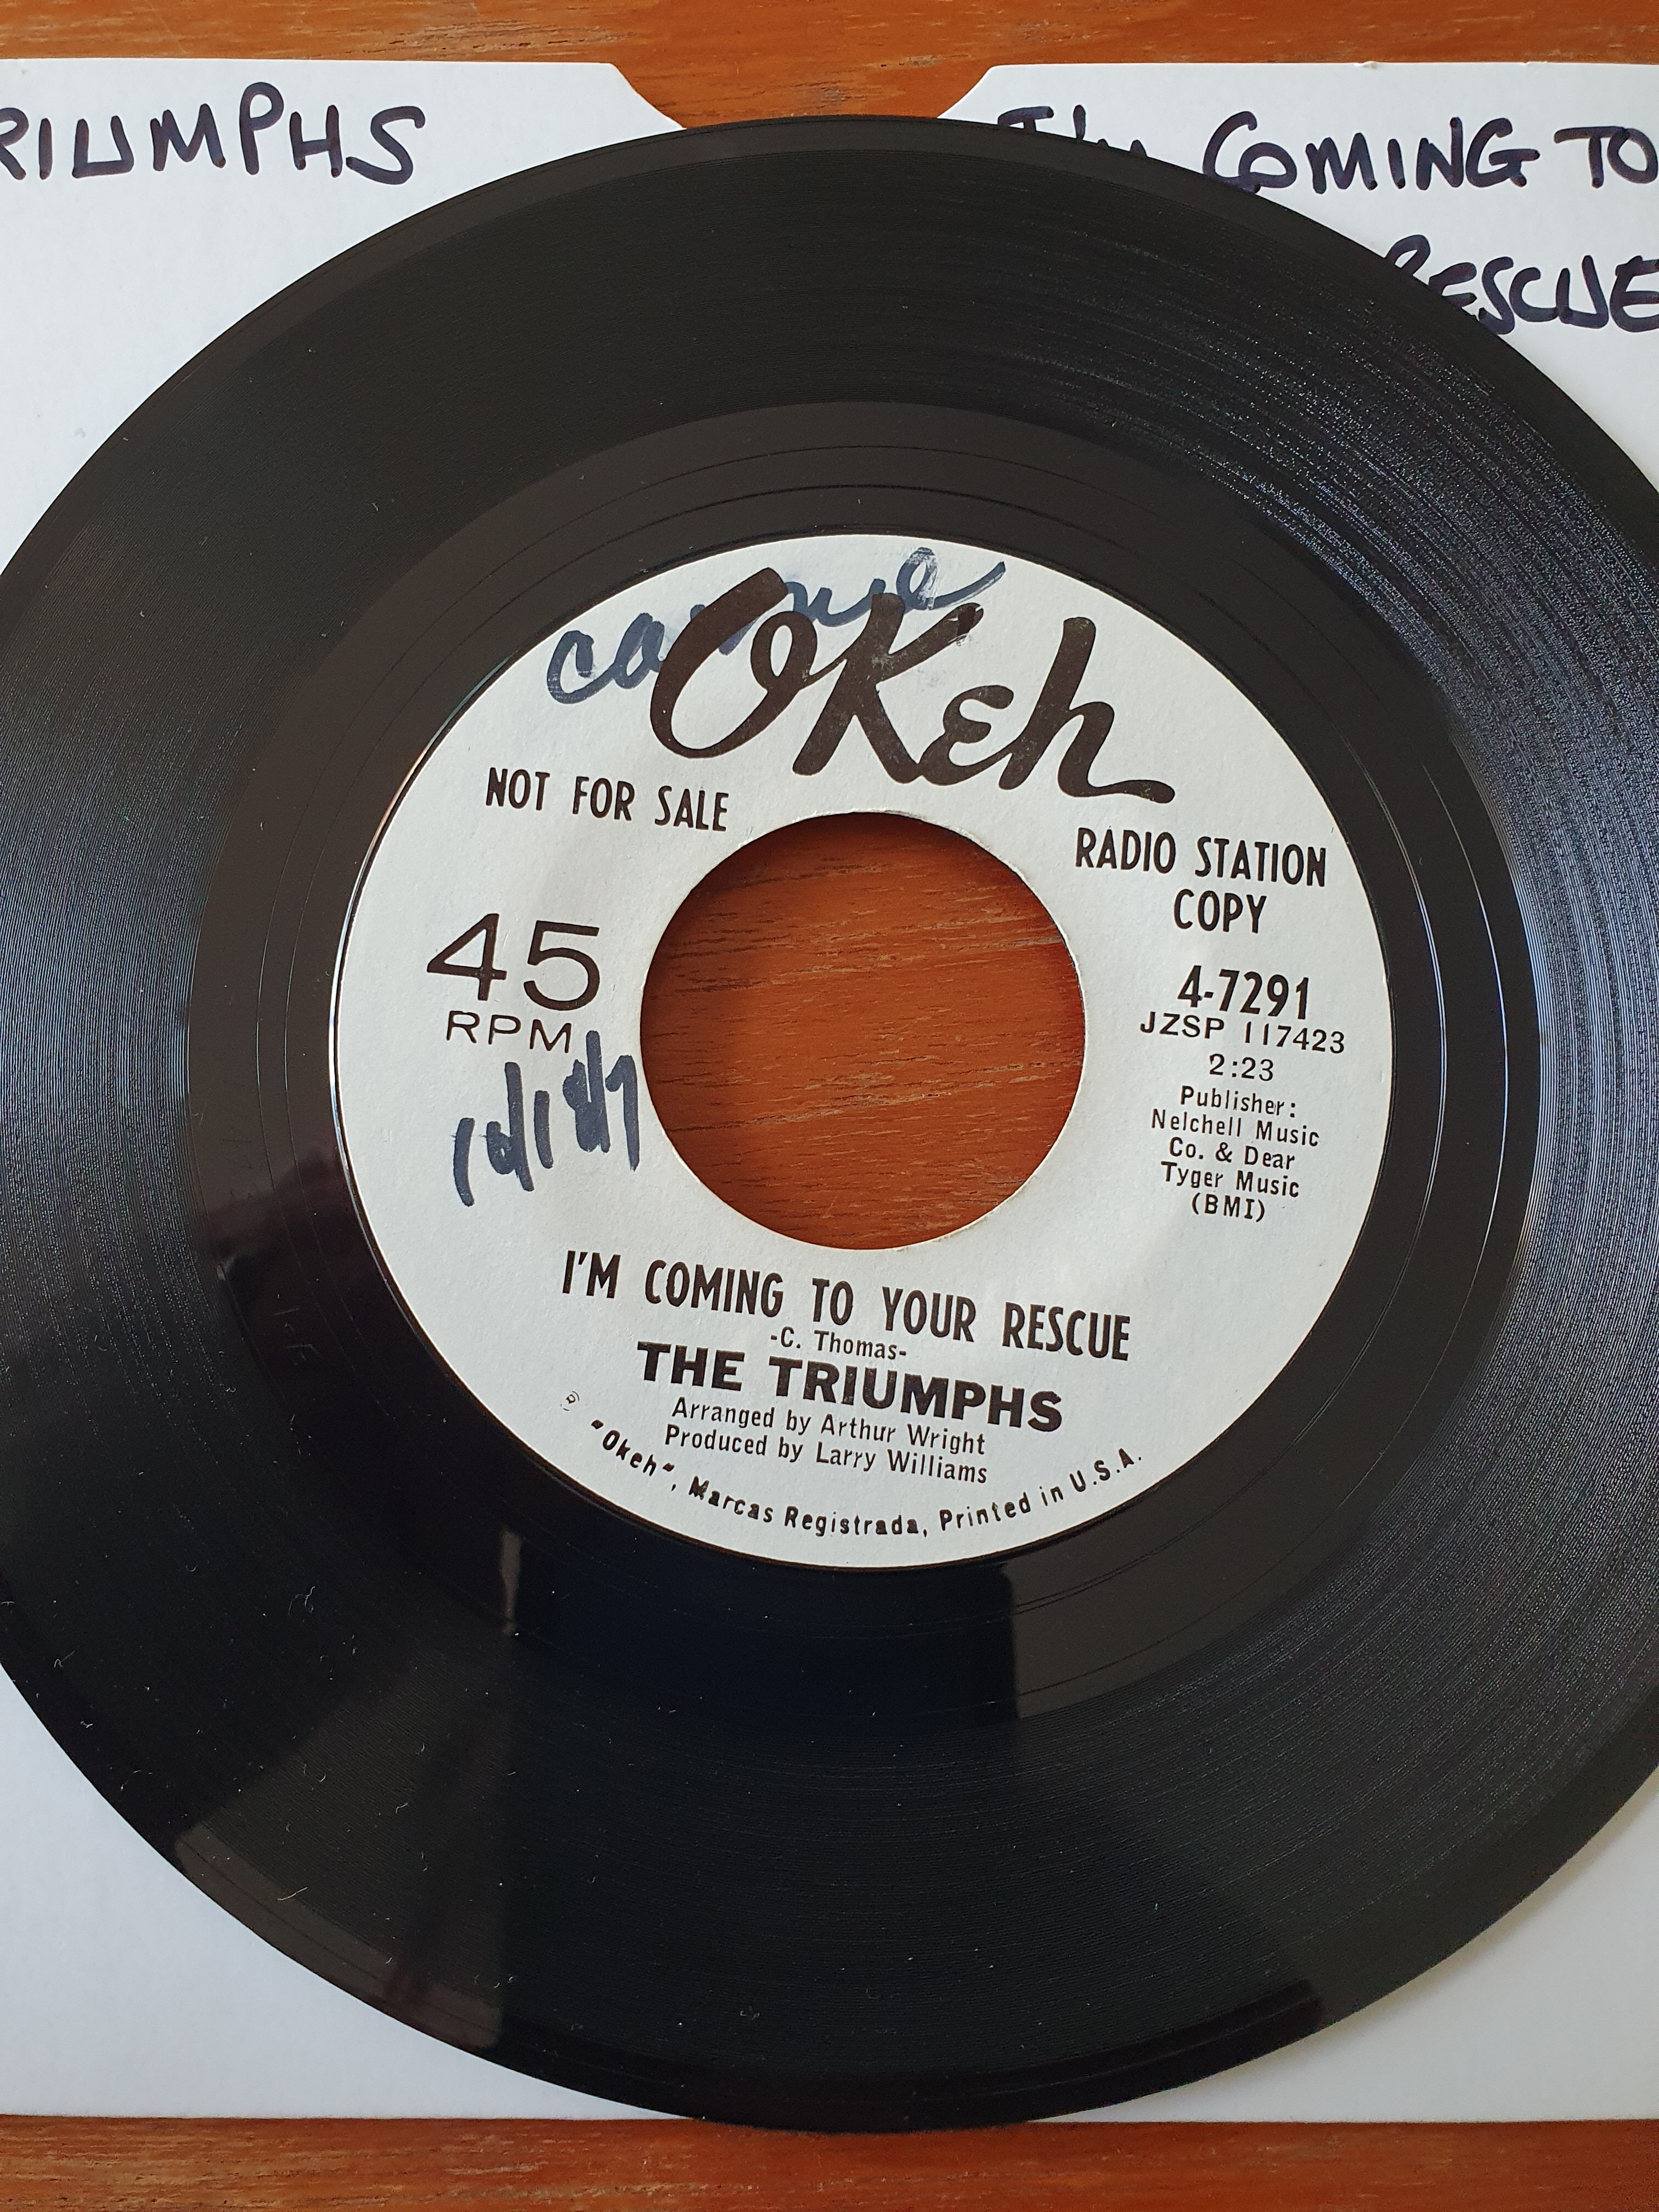 RIUMPHS
I'm COMING TO
RESCUE
OKeh
NOT FOR SALE
RADIO STATION
COPY
45
RPM
4-7291
JZSP 117423
2:23
Publisher:
Nelchell Music
Co. & Dear
Tyger Music
(BMI)
I'M COMING TO YOUR RESCUE
-C. Thomas-
THE TRIUMPHS
Arranged by Arthur Wright
Produced by Larry Williams
℗ "Okeh", Marcas Registrada, Printed in U.S.A.